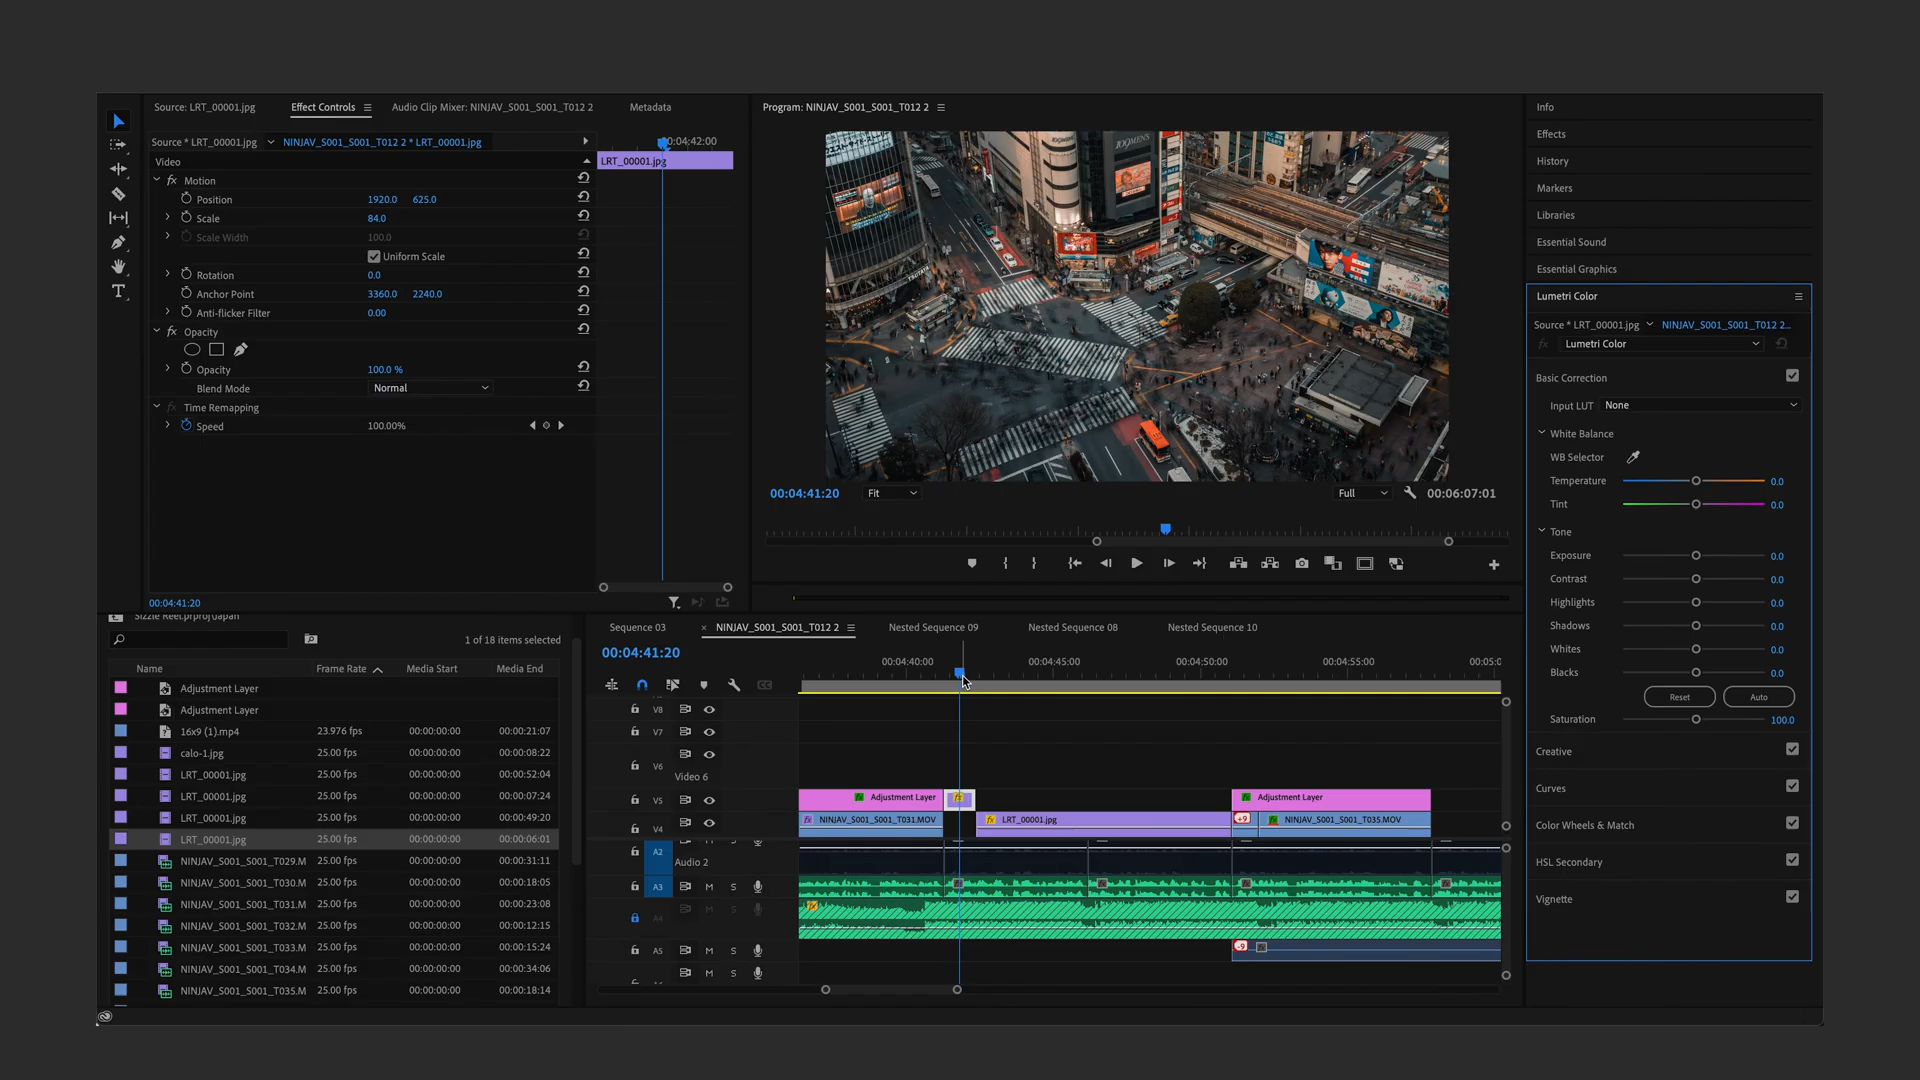 Source: LRT_00001.jpg
Effect Controls
Audio Clip Mixer: NINJAV_S001_S001_T012 2
Metadata
Source * LRT_00001.jpg
NINJAV_S001_S001_T012 2 * LRT_00001.jpg
00:04:42:00
Video
LRT_00001.jpg
fx Motion
Position 1920.0 625.0
Scale 84.0
Scale Width 100.0
Uniform Scale
Rotation 0.0
Anchor Point 3360.0 2240.0
Anti-flicker Filter 0.00
fx Opacity
Opacity 100.0 %
Blend Mode Normal
fx Time Remapping
Speed 100.00%
00:04:41:20
Program: NINJAV_S001_S001_T012 2
TSUTAYA
00:04:41:20
Fit
Full
00:06:07:01
Info
Effects
History
Markers
Libraries
Essential Sound
Essential Graphics
Lumetri Color
Source * LRT_00001.jpg
NINJAV_S001_S001_T012 2...
fx Lumetri Color
Basic Correction
Input LUT None
White Balance
WB Selector
Temperature 0.0
Tint 0.0
Tone
Exposure 0.0
Contrast 0.0
Highlights 0.0
Shadows 0.0
Whites 0.0
Blacks 0.0
Reset Auto
Saturation 100.0
Creative
Curves
Color Wheels & Match
HSL Secondary
Vignette
Sizzle Reel.prproj\Japan
1 of 18 items selected
Name Frame Rate Media Start Media End
Adjustment Layer
Adjustment Layer
16x9 (1).mp4 23.976 fps 00:00:00:00 00:00:21:07
calo-1.jpg 25.00 fps 00:00:00:00 00:00:08:22
LRT_00001.jpg 25.00 fps 00:00:00:00 00:00:52:04
LRT_00001.jpg 25.00 fps 00:00:00:00 00:00:07:24
LRT_00001.jpg 25.00 fps 00:00:00:00 00:00:49:20
LRT_00001.jpg 25.00 fps 00:00:00:00 00:00:06:01
NINJAV_S001_S001_T029.M 25.00 fps 00:00:00:00 00:00:31:11
NINJAV_S001_S001_T030.M 25.00 fps 00:00:00:00 00:00:18:05
NINJAV_S001_S001_T031.M 25.00 fps 00:00:00:00 00:00:23:08
NINJAV_S001_S001_T032.M 25.00 fps 00:00:00:00 00:00:12:15
NINJAV_S001_S001_T033.M 25.00 fps 00:00:00:00 00:00:15:24
NINJAV_S001_S001_T034.M 25.00 fps 00:00:00:00 00:00:34:06
NINJAV_S001_S001_T035.M 25.00 fps 00:00:00:00 00:00:18:14
Sequence 03
× NINJAV_S001_S001_T012 2
Nested Sequence 09
Nested Sequence 08
Nested Sequence 10
00:04:41:20
00:04:40:00 00:04:45:00 00:04:50:00 00:04:55:00 00:05:0
V8
V7
V6
Video 6
V5
fx Adjustment Layer
fx
fx Adjustment Layer
V4
fx NINJAV_S001_S001_T031.MOV
fx LRT_00001.jpg
+9
fx NINJAV_S001_S001_T035.MOV
A2
Audio 2
A3 M S
A4 M S
fx
A5 M S
-9
M S